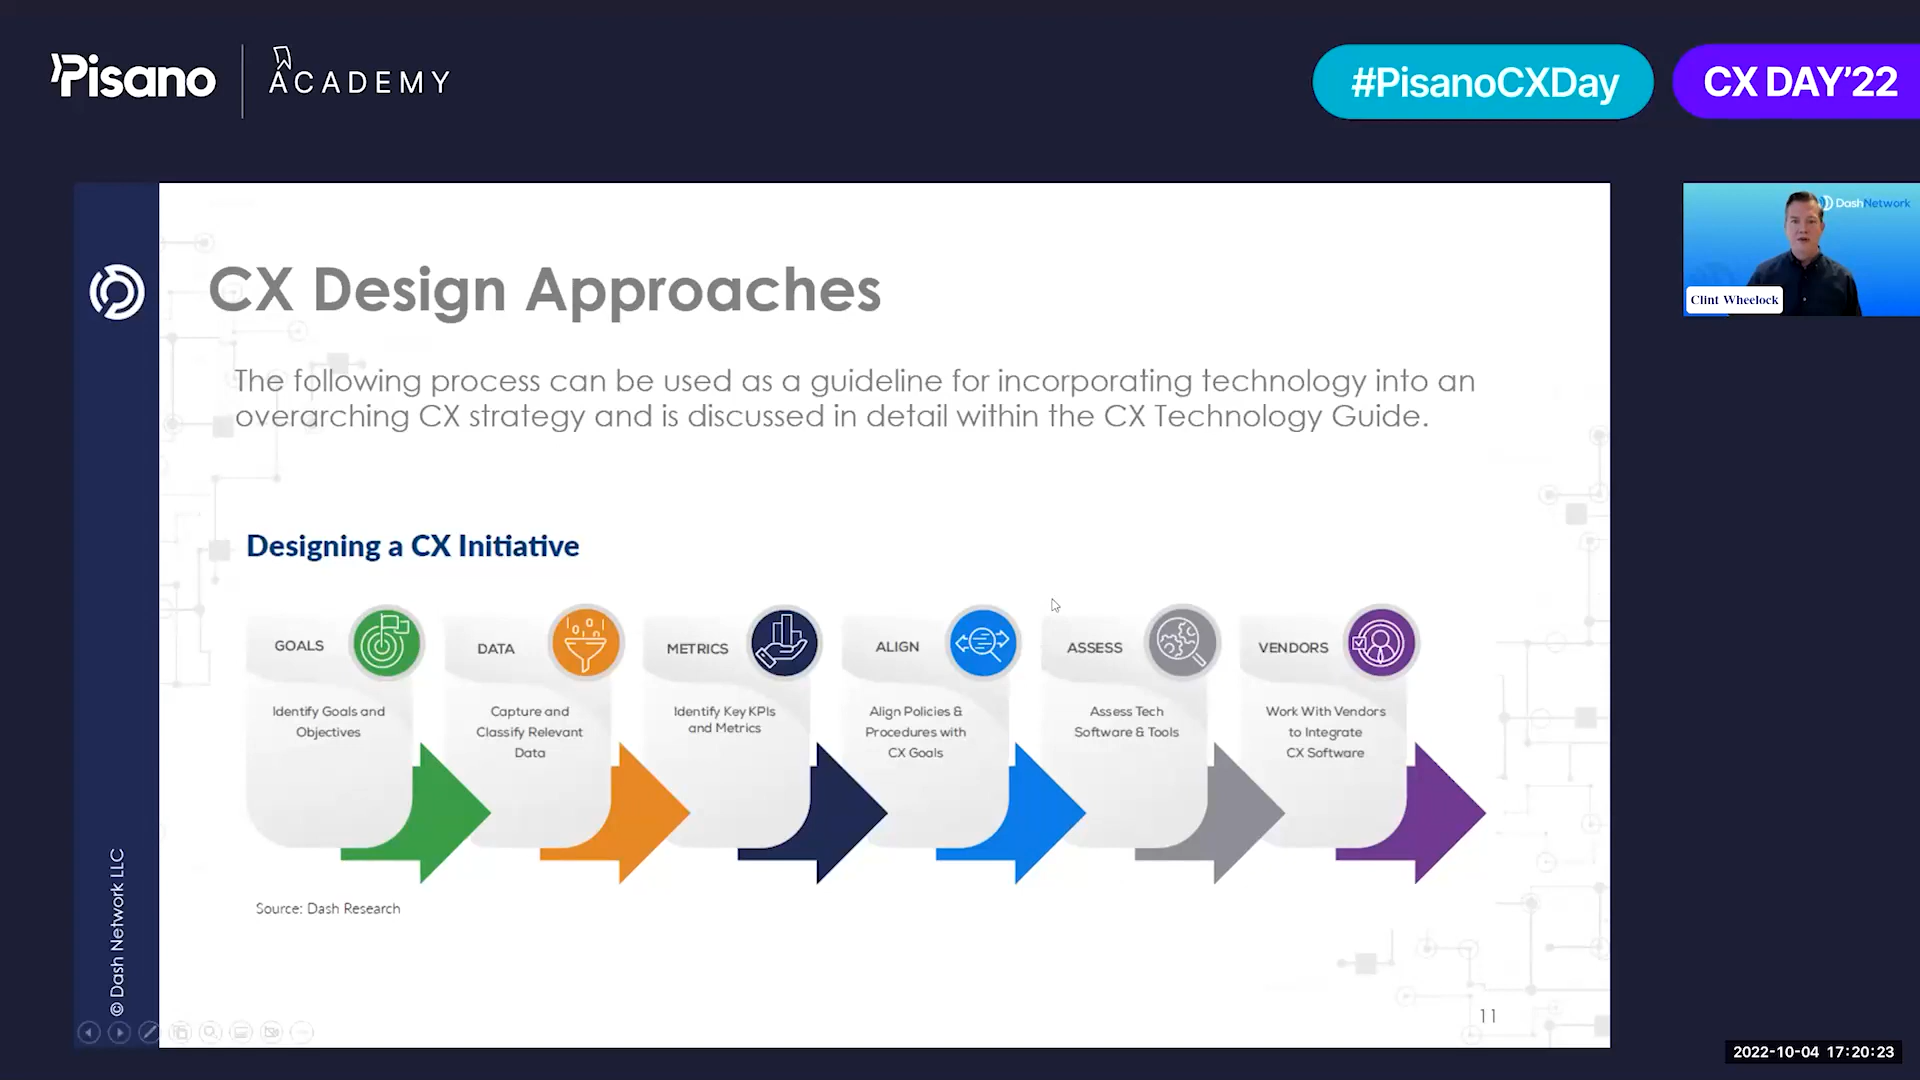 Pisano
ACADEMY
#PisanoCXDay
CX DAY'22
DashNetwork
Clint Wheelock
CX Design Approaches
The following process can be used as a guideline for incorporating technology into an
overarching CX strategy and is discussed in detail within the CX Technology Guide.
Designing a CX Initiative
GOALS
Identify Goals and
Objectives
DATA
Capture and
Classify Relevant
Data
METRICS
Identify Key KPIs
and Metrics
ALIGN
Align Policies &
Procedures with
CX Goals
ASSESS
Assess Tech
Software & Tools
VENDORS
Work With Vendors
to Integrate
CX Software
Source: Dash Research
© Dash Network LLC
11
2022-10-04 17:20:23